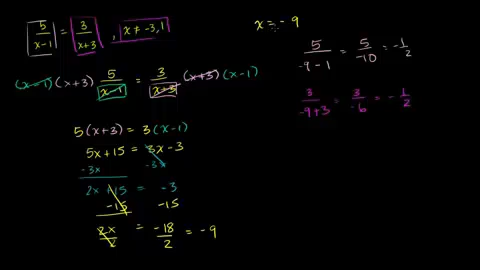 5/(x-1) = 3/(x+3) , x ≠ -3,1
(x-1)(x+3) 5/(x-1) = 3/(x+3) (x+3)(x-1)
5(x+3) = 3(x-1)
5x+15 = 3x-3
-3x -3x
2x+15 = -3
-15 -15
2x/2 = -18/2 = -9
x = -9
5/(-9-1) = 5/-10 = -1/2
3/(-9+3) = 3/-6 = -1/2